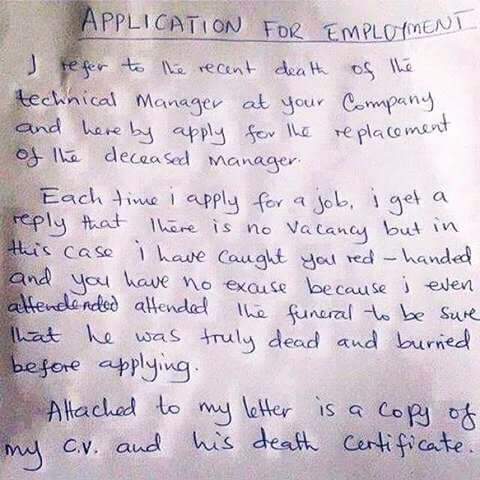 APPLICATION FOR EMPLOYMENT
I refer to the recent death of the
technical Manager at your Company
and hereby apply for the replacement
of the deceased Manager.
Each time i apply for a job, i get a
reply that there is no Vacancy but in
this case i have caught you red-handed
and you have no excuse because i even
attendended attended the funeral to be sure
that he was truly dead and burried
before applying.
Attached to my letter is a copy of
my C.V. and his death certificate.